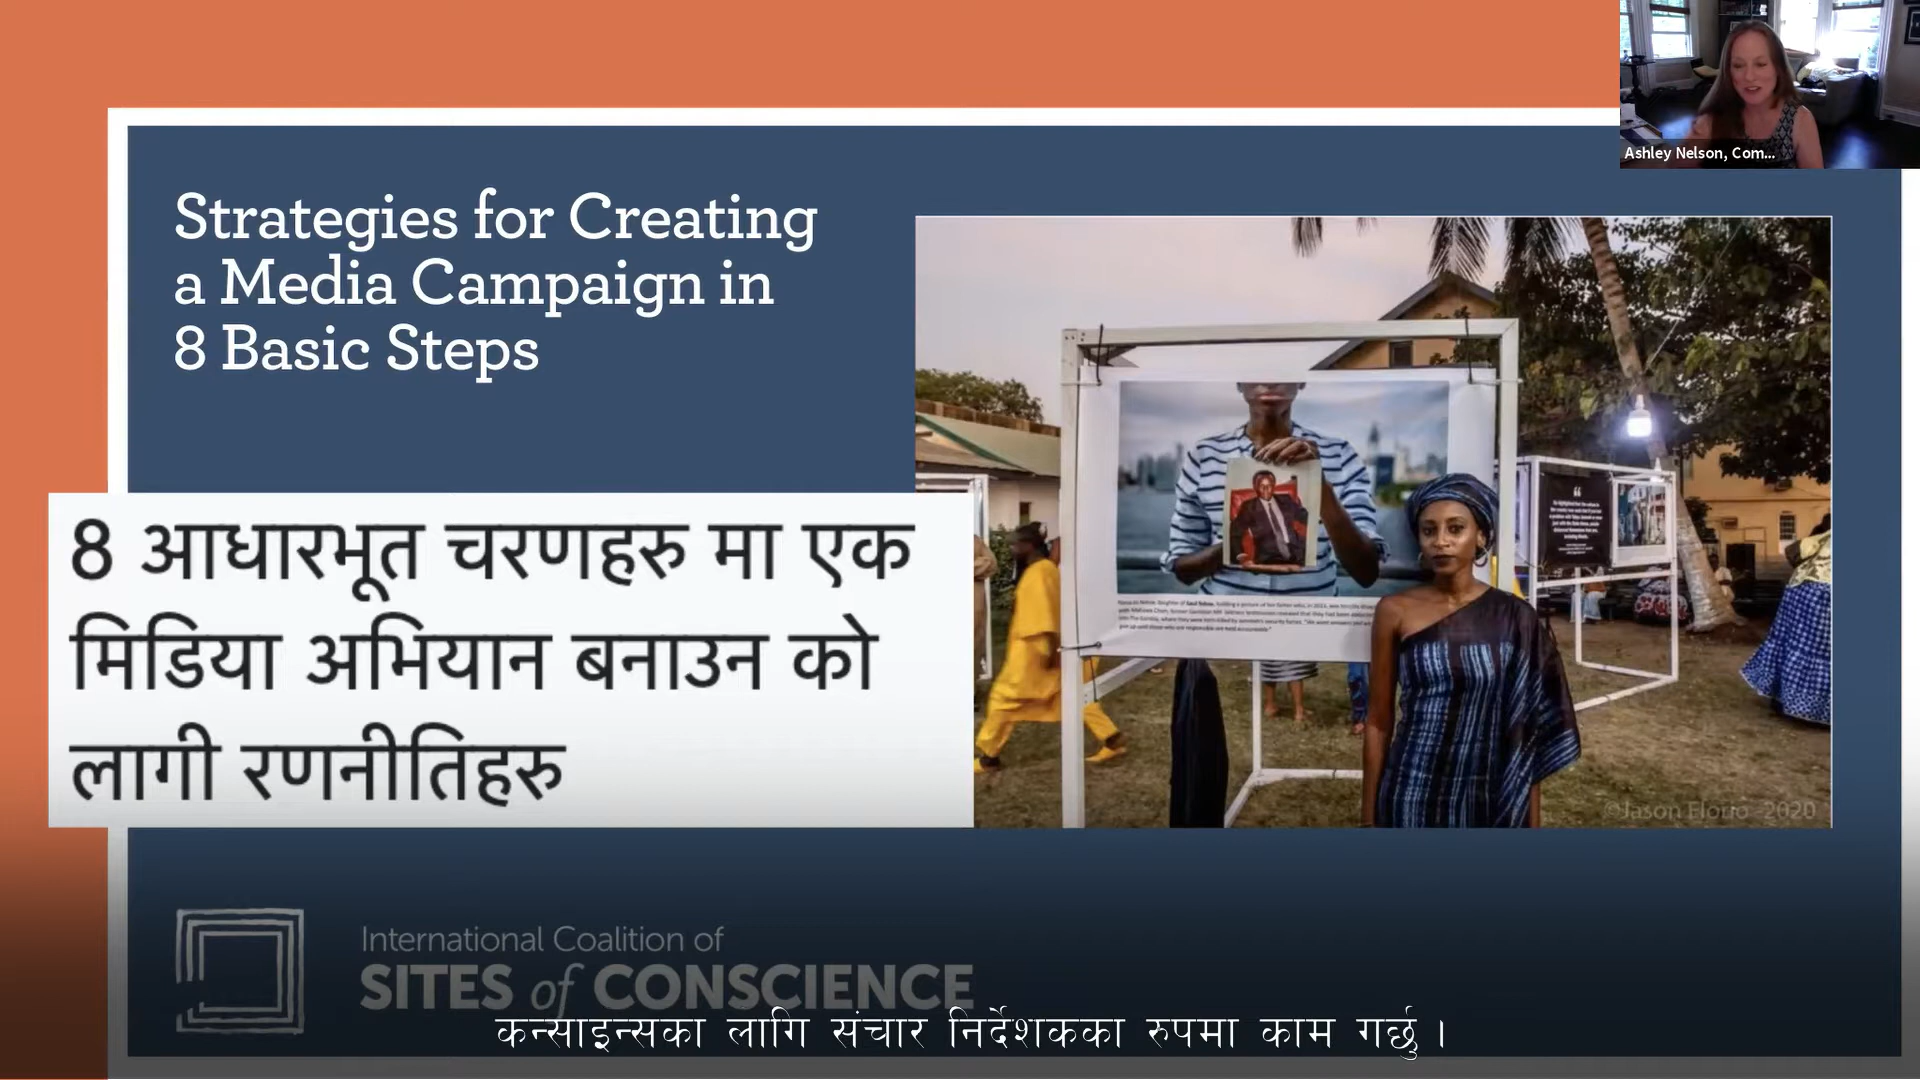 Ashley Nelson, Com...
Strategies for Creating
a Media Campaign in
8 Basic Steps
8 आधारभूत चरणहरु मा एक
मिडिया अभियान बनाउन को
लागी रणनीतिहरु
©Jason Florio -2020
International Coalition of
SITES of CONSCIENCE
कन्साइन्सका लागि संचार निर्देशकका रुपमा काम गर्छु ।